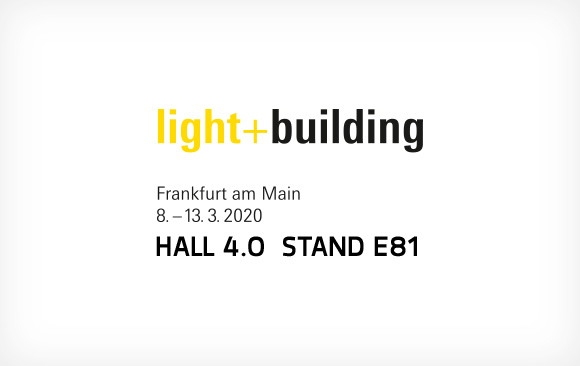 light+building
Frankfurt am Main
8. – 13. 3. 2020
HALL 4.0 STAND E81